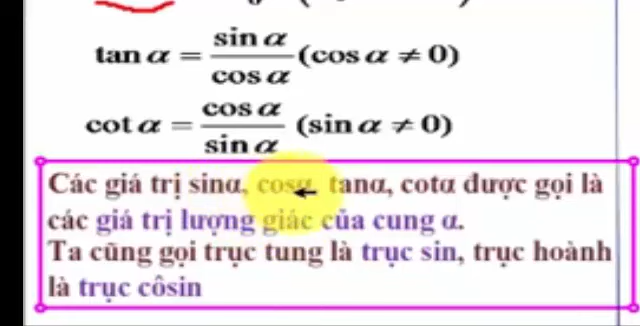 tan α = sin α / cos α (cos α ≠ 0)
cot α = cos α / sin α (sin α ≠ 0)
Các giá trị sinα, cosα, tanα, cotα được gọi là
các giá trị lượng giác của cung α.
Ta cũng gọi trục tung là trục sin, trục hoành
là trục côsin